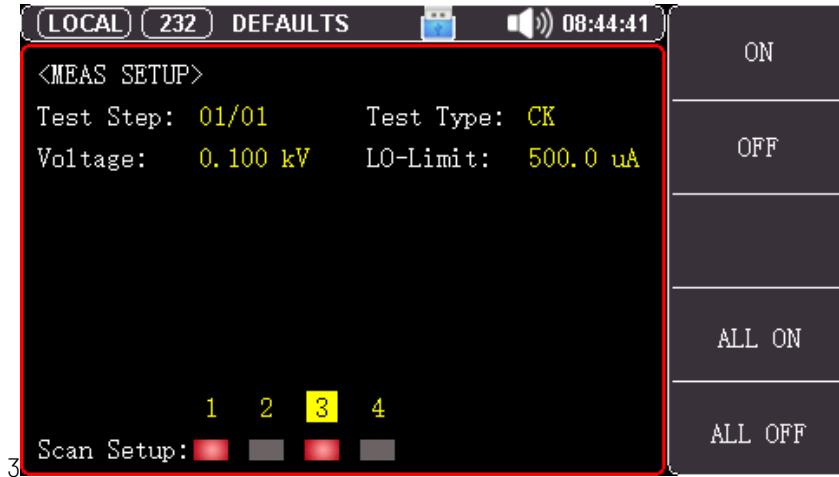 (LOCAL) (232) DEFAULTS 08:44:41
<MEAS SETUP>
Test Step: 01/01 Test Type: CK
Voltage: 0.100 kV LO-Limit: 500.0 uA
1 2 3 4
Scan Setup:
3
ON
OFF
ALL ON
ALL OFF